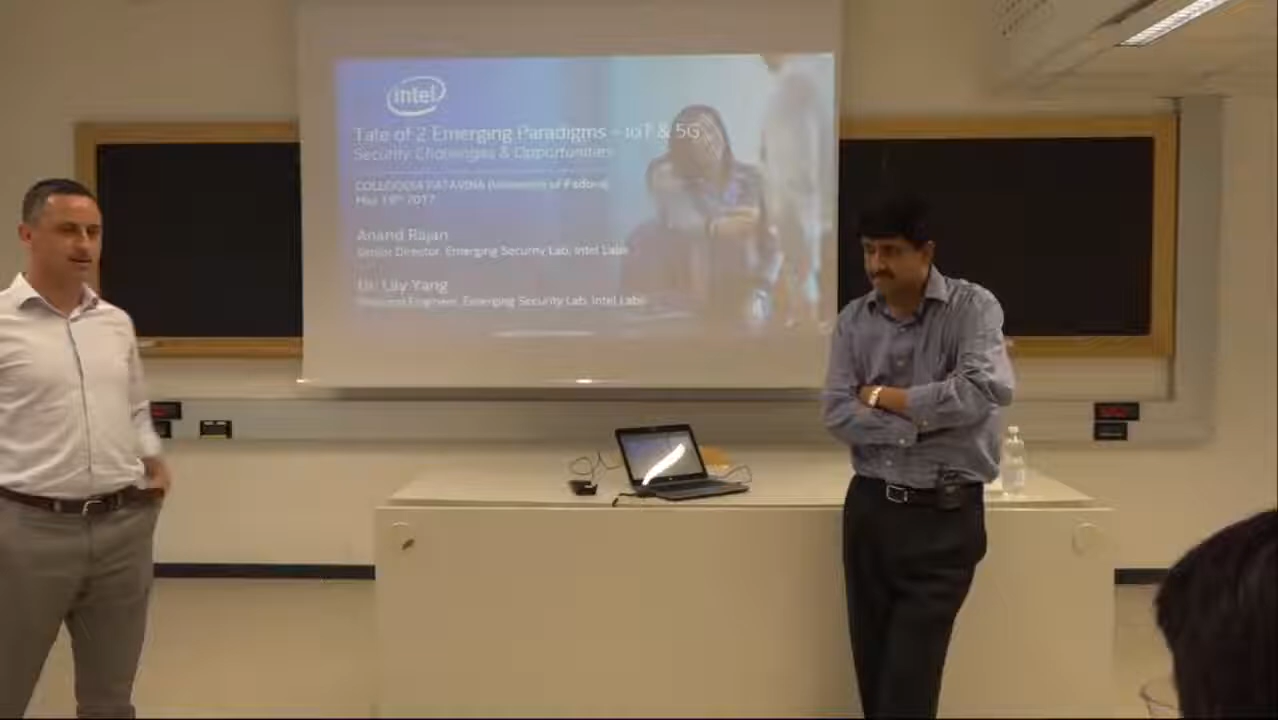 intel
Tale of 2 Emerging Paradigms – IoT & 5G
Security Challenges & Opportunities
COLLOQUIA PATAVINA (University of Padova)
May 19th 2017
Anand Rajan
Senior Director, Emerging Security Lab, Intel Labs
Dr. Lily Yang
Engineer, Emerging Security Lab, Intel Labs